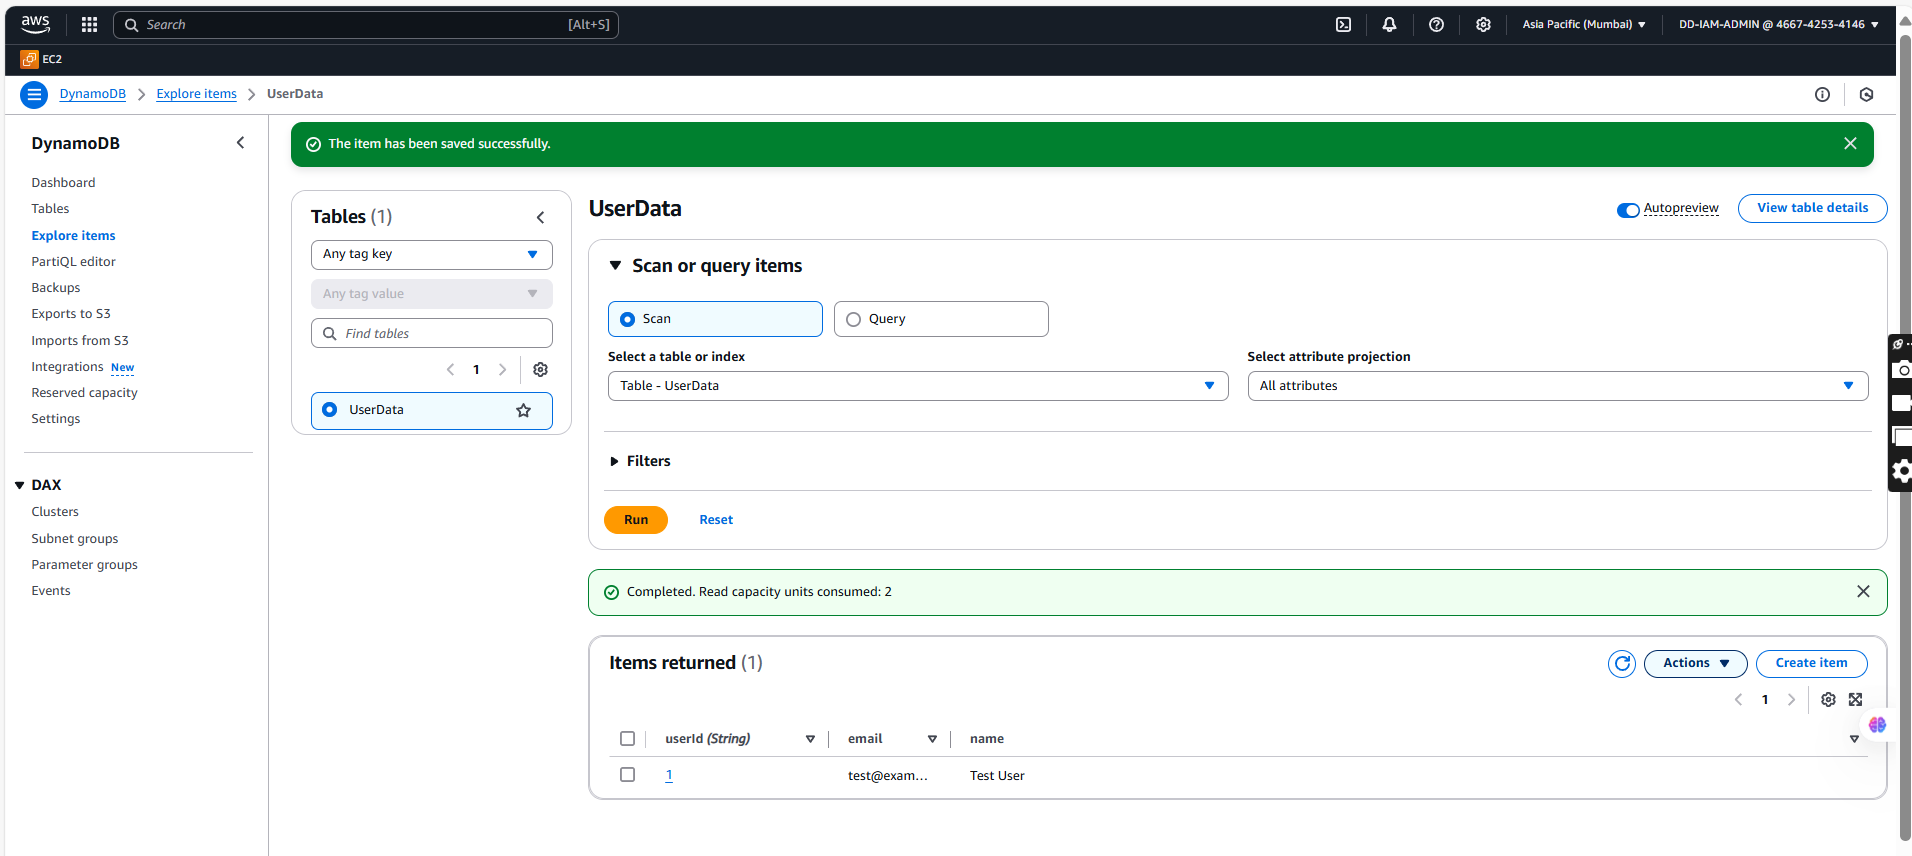 aws
Search
[Alt+S]
Asia Pacific (Mumbai)
DD-IAM-ADMIN @ 4667-4253-4146
EC2
DynamoDB
Explore items
UserData
DynamoDB
Dashboard
Tables
Explore items
PartiQL editor
Backups
Exports to S3
Imports from S3
Integrations New
Reserved capacity
Settings
DAX
Clusters
Subnet groups
Parameter groups
Events
The item has been saved successfully.
Tables (1)
Any tag key
Any tag value
Find tables
1
UserData
UserData
Autopreview
View table details
Scan or query items
Scan
Query
Select a table or index
Table - UserData
Select attribute projection
All attributes
Filters
Run
Reset
Completed. Read capacity units consumed: 2
Items returned (1)
Actions
Create item
1
userId (String)
email
name
1
test@exam...
Test User